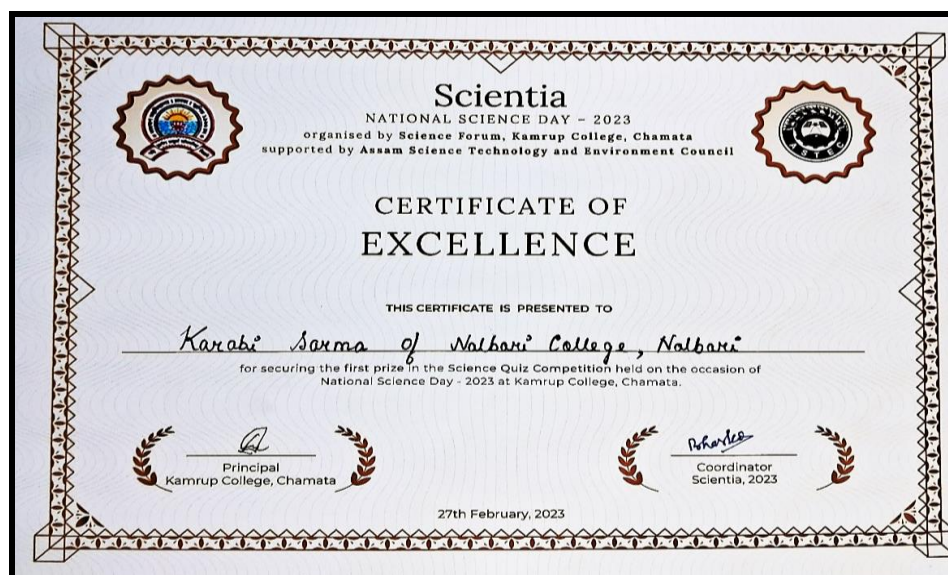 Scientia
NATIONAL SCIENCE DAY – 2023
organised by Science Forum, Kamrup College, Chamata
supported by Assam Science Technology and Environment Council
CERTIFICATE OF
EXCELLENCE
THIS CERTIFICATE IS PRESENTED TO
Karabi Sarma of Nalbari College, Nalbari
for securing the first prize in the Science Quiz Competition held on the occasion of
National Science Day - 2023 at Kamrup College, Chamata.
Principal
Kamrup College, Chamata
Coordinator
Scientia, 2023
27th February, 2023